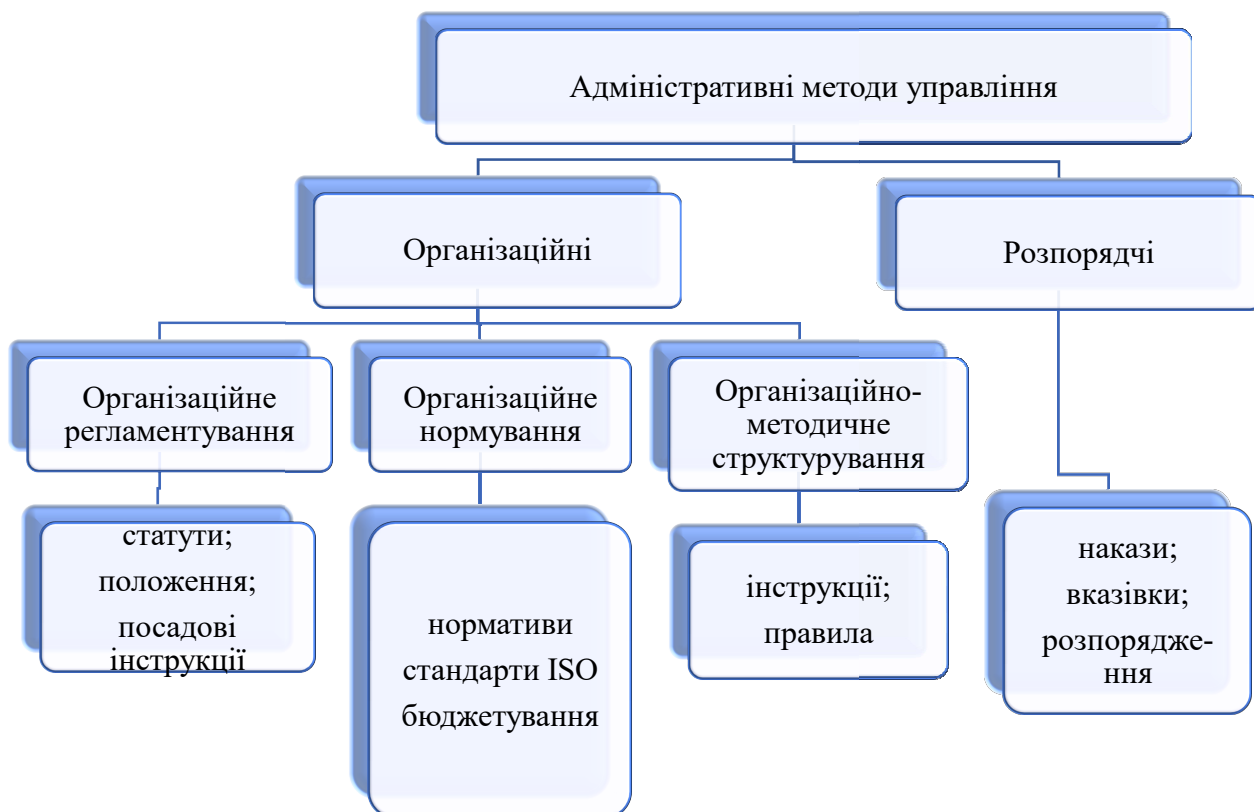 Адміністративні методи управління
Організаційні
Розпорядчі
Організаційне
регламентування
Організаційне
нормування
Організаційно-
методичне
структурування
статути;
положення;
посадові
інструкції
нормативи
стандарти ISO
бюджетування
інструкції;
правила
накази;
вказівки;
розпорядже-
ння